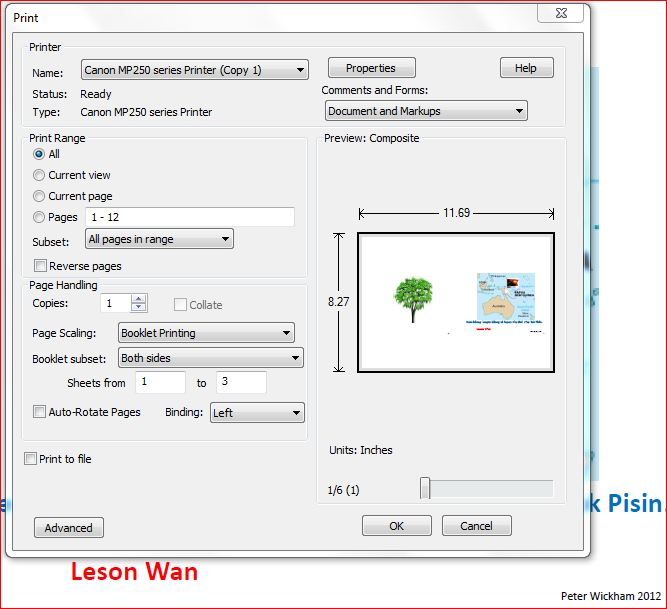 Print
Printer
Name: Canon MP250 series Printer (Copy 1) Properties Help
Status: Ready Comments and Forms:
Type: Canon MP250 series Printer Document and Markups
Print Range
All
Current view
Current page
Pages 1 - 12
Subset: All pages in range
Reverse pages
Page Handling
Copies: 1 Collate
Page Scaling: Booklet Printing
Booklet subset: Both sides
Sheets from 1 to 3
Auto-Rotate Pages Binding: Left
Print to file
Preview: Composite
11.69
8.27
Units: Inches
1/6 (1)
Advanced OK Cancel
k Pisin.
Leson Wan
Peter Wickham 2012